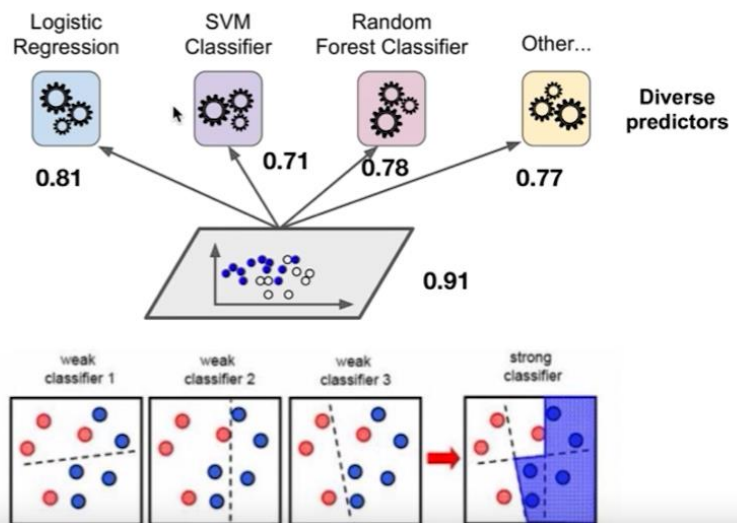 Logistic
Regression
SVM
Classifier
Random
Forest Classifier
Other...
Diverse
predictors
0.81
0.71
0.78
0.77
0.91
weak
classifier 1
weak
classifier 2
weak
classifier 3
strong
classifier